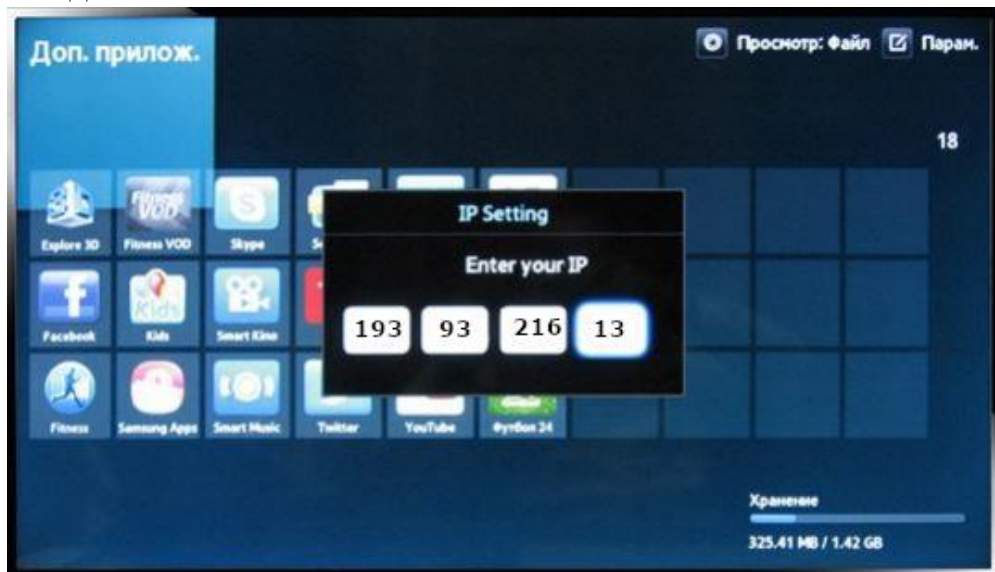 Доп. прилож.
Просмотр: Файл
Парам.
18
Explore 3D
Fitness VOD
Skype
IP Setting
Enter your IP
193 93 216 13
Facebook
Kids
Smart Kino
Fitness
Samsung Apps
Smart Music
Twitter
YouTube
Футбол 24
Хранение
325.41 MB / 1.42 GB